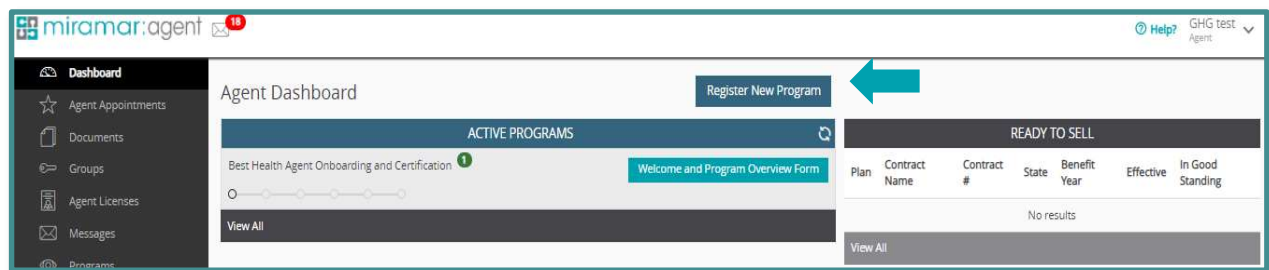 miramar:agent 18
Help? GHG test
Agent
Dashboard
Agent Appointments
Documents
Groups
Agent Licenses
Messages
Programs
Agent Dashboard
Register New Program
ACTIVE PROGRAMS
Best Health Agent Onboarding and Certification 1
Welcome and Program Overview Form
View All
READY TO SELL
Plan Contract Name Contract # State Benefit Year Effective In Good Standing
No results
View All